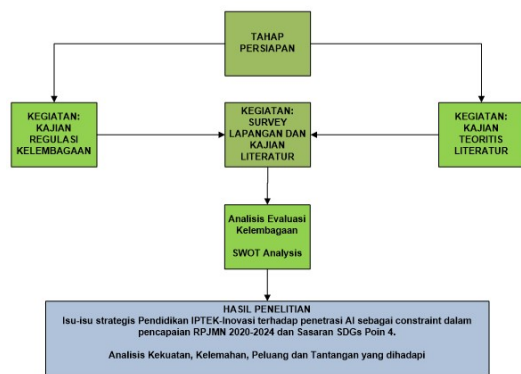 TAHAP
PERSIAPAN
KEGIATAN:
KAJIAN
REGULASI
KELEMBAGAAN
KEGIATAN:
SURVEY
LAPANGAN DAN
KAJIAN
LITERATUR
KEGIATAN:
KAJIAN
TEORITIS
LITERATUR
Analisis Evaluasi
Kelembagaan
SWOT Analysis
HASIL PENELITIAN
Isu-isu strategis Pendidikan IPTEK-Inovasi terhadap penetrasi AI sebagai constraint dalam
pencapaian RPJMN 2020-2024 dan Sasaran SDGs Poin 4.
Analisis Kekuatan, Kelemahan, Peluang dan Tantangan yang dihadapi